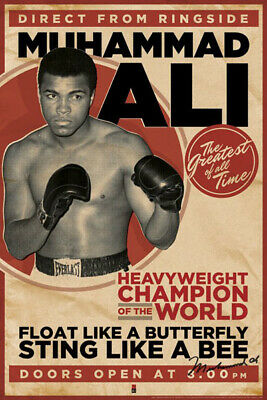 DIRECT FROM RINGSIDE
MUHAMMAD
ALI
The
Greatest
of all
Time
EVERLAST
HEAVYWEIGHT
CHAMPION
OF THE WORLD
FLOAT LIKE A BUTTERFLY
STING LIKE A BEE
DOORS OPEN AT 8.00 PM